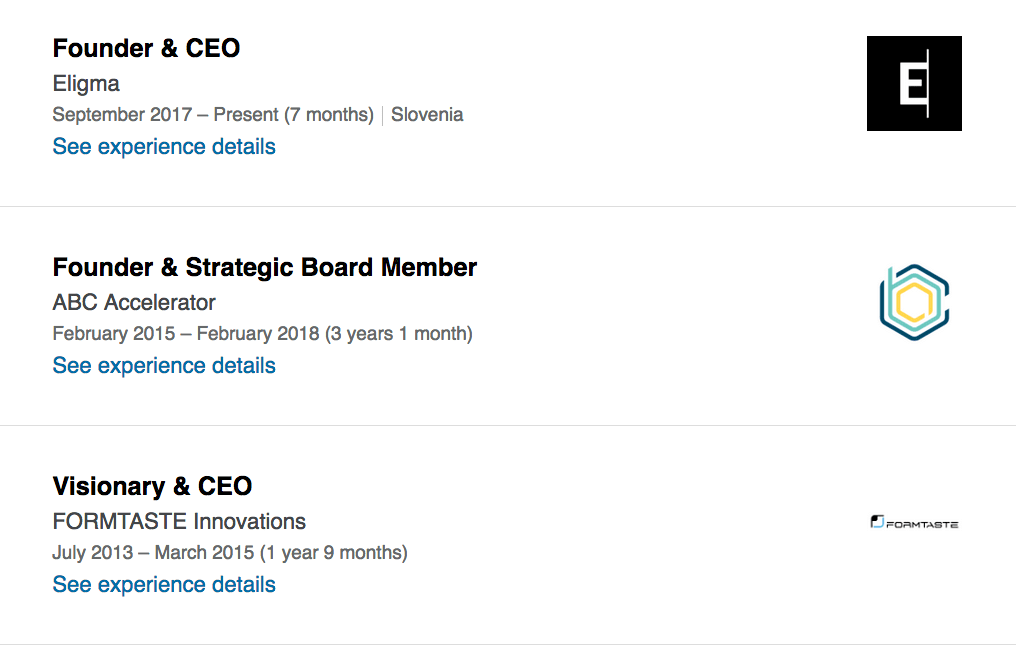 Founder & CEO
Eligma
September 2017 – Present (7 months) | Slovenia
See experience details
E
Founder & Strategic Board Member
ABC Accelerator
February 2015 – February 2018 (3 years 1 month)
See experience details
Visionary & CEO
FORMTASTE Innovations
July 2013 – March 2015 (1 year 9 months)
See experience details
FORMTASTE